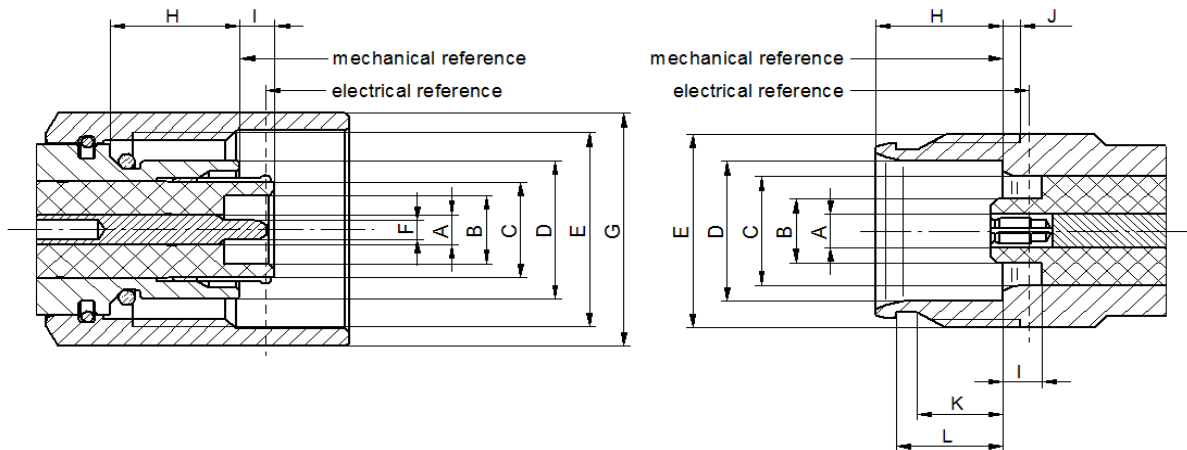 H I H J
mechanical reference mechanical reference
electrical reference electrical reference
F A B C D E G E D C B A
I
K
L